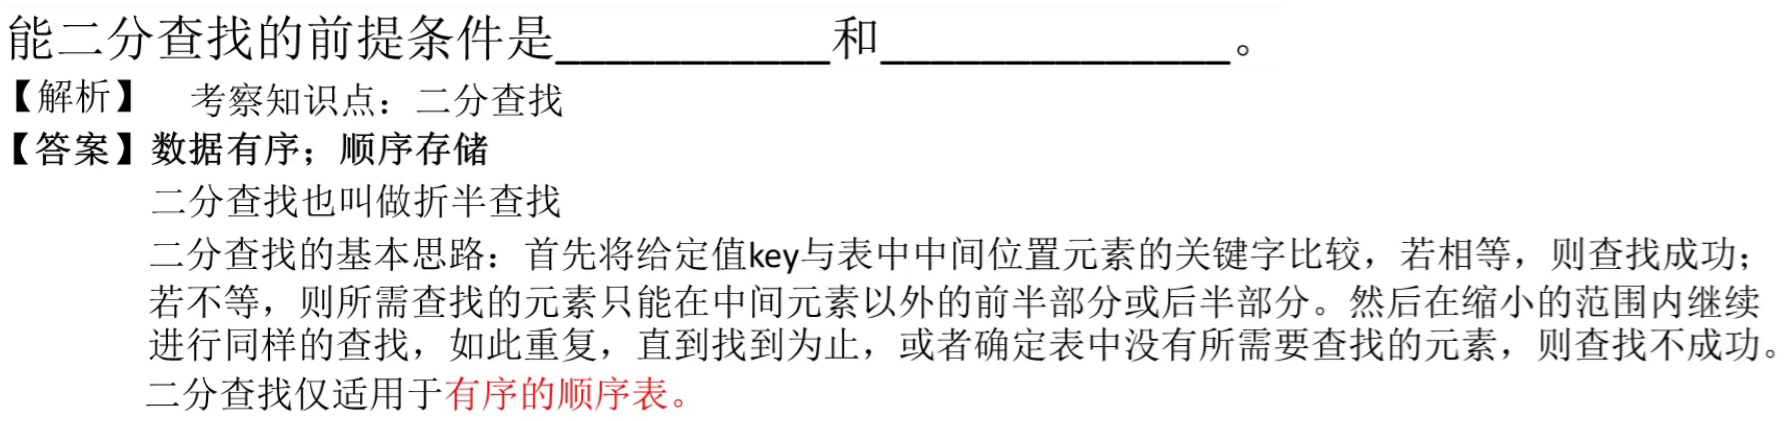 能二分查找的前提条件是___________和______________。
【解析】 考察知识点：二分查找
【答案】数据有序；顺序存储
二分查找也叫做折半查找
二分查找的基本思路：首先将给定值key与表中中间位置元素的关键字比较，若相等，则查找成功；
若不等，则所需查找的元素只能在中间元素以外的前半部分或后半部分。然后在缩小的范围内继续
进行同样的查找，如此重复，直到找到为止，或者确定表中没有所需要查找的元素，则查找不成功。
二分查找仅适用于有序的顺序表。